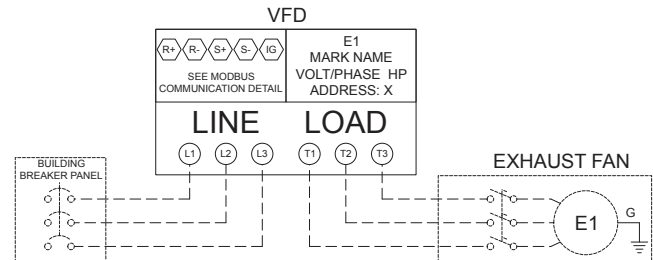 VFD
R+ R- S+ S- IG
SEE MODBUS
COMMUNICATION DETAIL
E1
MARK NAME
VOLT/PHASE HP
ADDRESS: X
LINE LOAD
L1 L2 L3 T1 T2 T3
BUILDING
BREAKER PANEL
EXHAUST FAN
E1
G